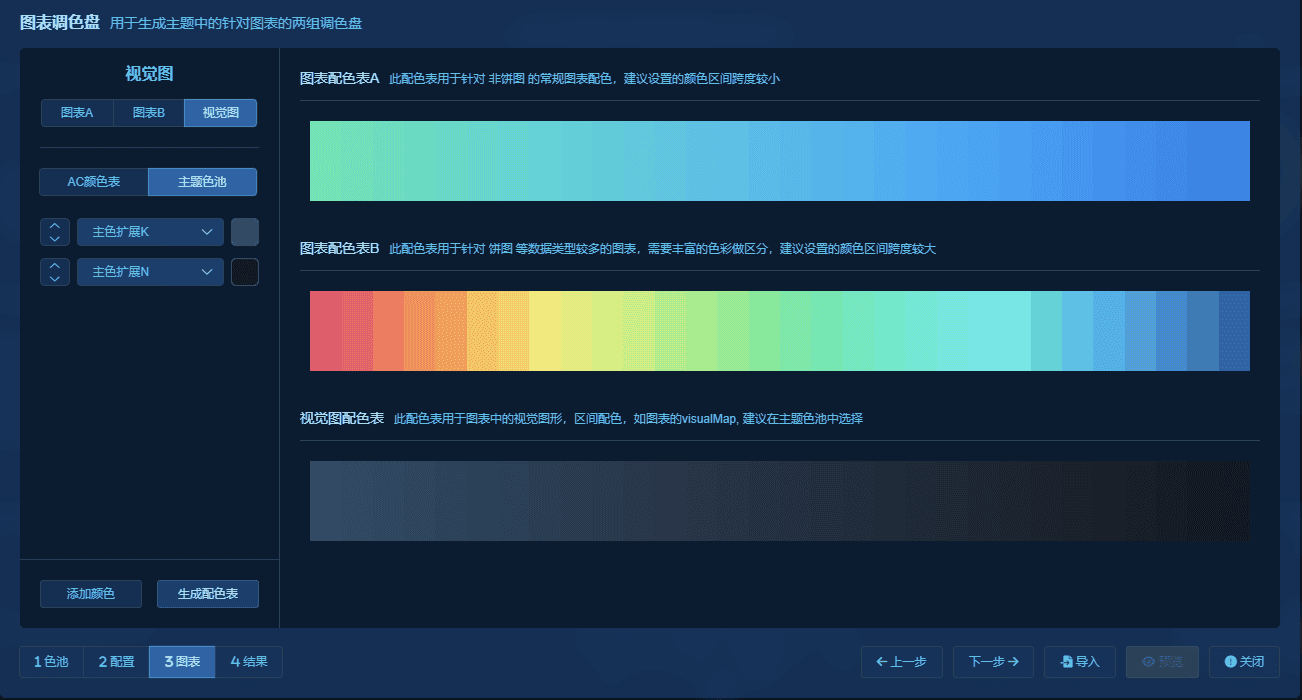 图表调色盘 用于生成主题中的针对图表的两组调色盘
视觉图
图表A 图表B 视觉图
AC颜色表 主题色池
主色扩展K
主色扩展N
添加颜色 生成配色表
图表配色表A 此配色表用于针对 非饼图 的常规图表配色，建议设置的颜色区间跨度较小
图表配色表B 此配色表用于针对 饼图 等数据类型较多的图表，需要丰富的色彩做区分，建议设置的颜色区间跨度较大
视觉图配色表 此配色表用于图表中的视觉图形，区间配色，如图表的visualMap, 建议在主题色池中选择
1 色池 2 配置 3 图表 4 结果
上一步 下一步 导入 预览 关闭